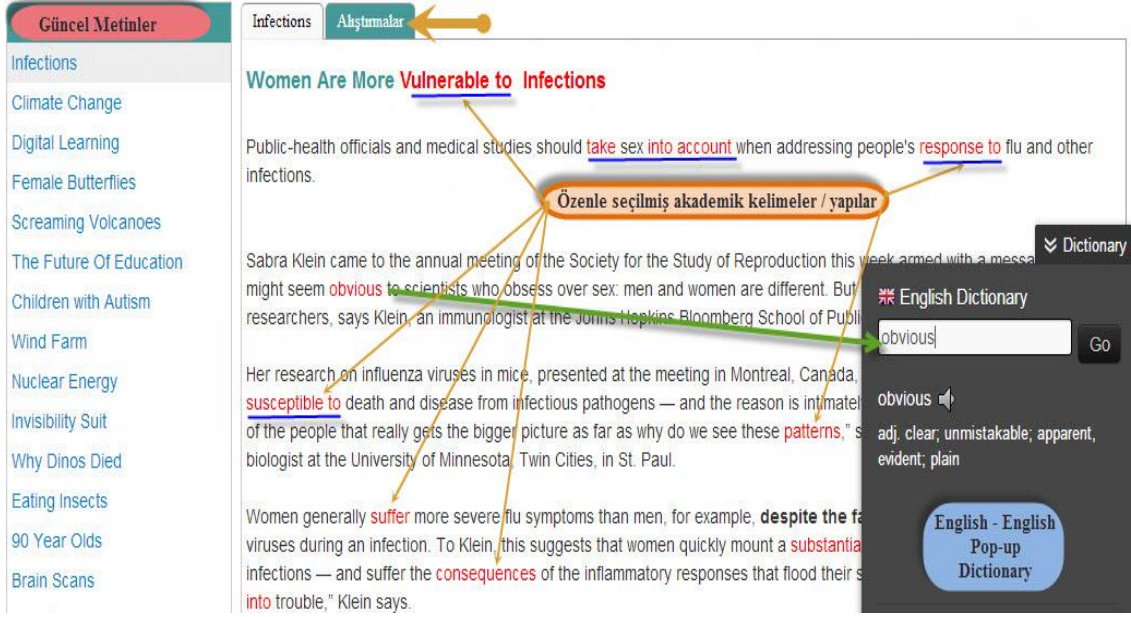 Güncel Metinler
Infections
Climate Change
Digital Learning
Female Butterflies
Screaming Volcanoes
The Future Of Education
Children with Autism
Wind Farm
Nuclear Energy
Invisibility Suit
Why Dinos Died
Eating Insects
90 Year Olds
Brain Scans
Infections
Alıştırmalar
Women Are More Vulnerable to Infections
Public-health officials and medical studies should take sex into account when addressing people's response to flu and other
infections.
Özenle seçilmiş akademik kelimeler / yapılar
Sabra Klein came to the annual meeting of the Society for the Study of Reproduction this week armed with a messa
might seem obvious to scientists who obsess over sex: men and women are different. But
researchers, says Klein, an immunologist at the Johns Hopkins Bloomberg School of Publi
Her research on influenza viruses in mice, presented at the meeting in Montreal, Canada,
susceptible to death and disease from infectious pathogens — and the reason is intimatel
of the people that really gets the bigger picture as far as why do we see these patterns,” s
biologist at the University of Minnesota, Twin Cities, in St. Paul.
Women generally suffer more severe flu symptoms than men, for example, despite the fa
viruses during an infection. To Klein, this suggests that women quickly mount a substantia
infections — and suffer the consequences of the inflammatory responses that flood their s
into trouble,” Klein says.
Dictionary
English Dictionary
obvious
Go
obvious
adj. clear; unmistakable; apparent,
evident; plain
English - English
Pop-up
Dictionary